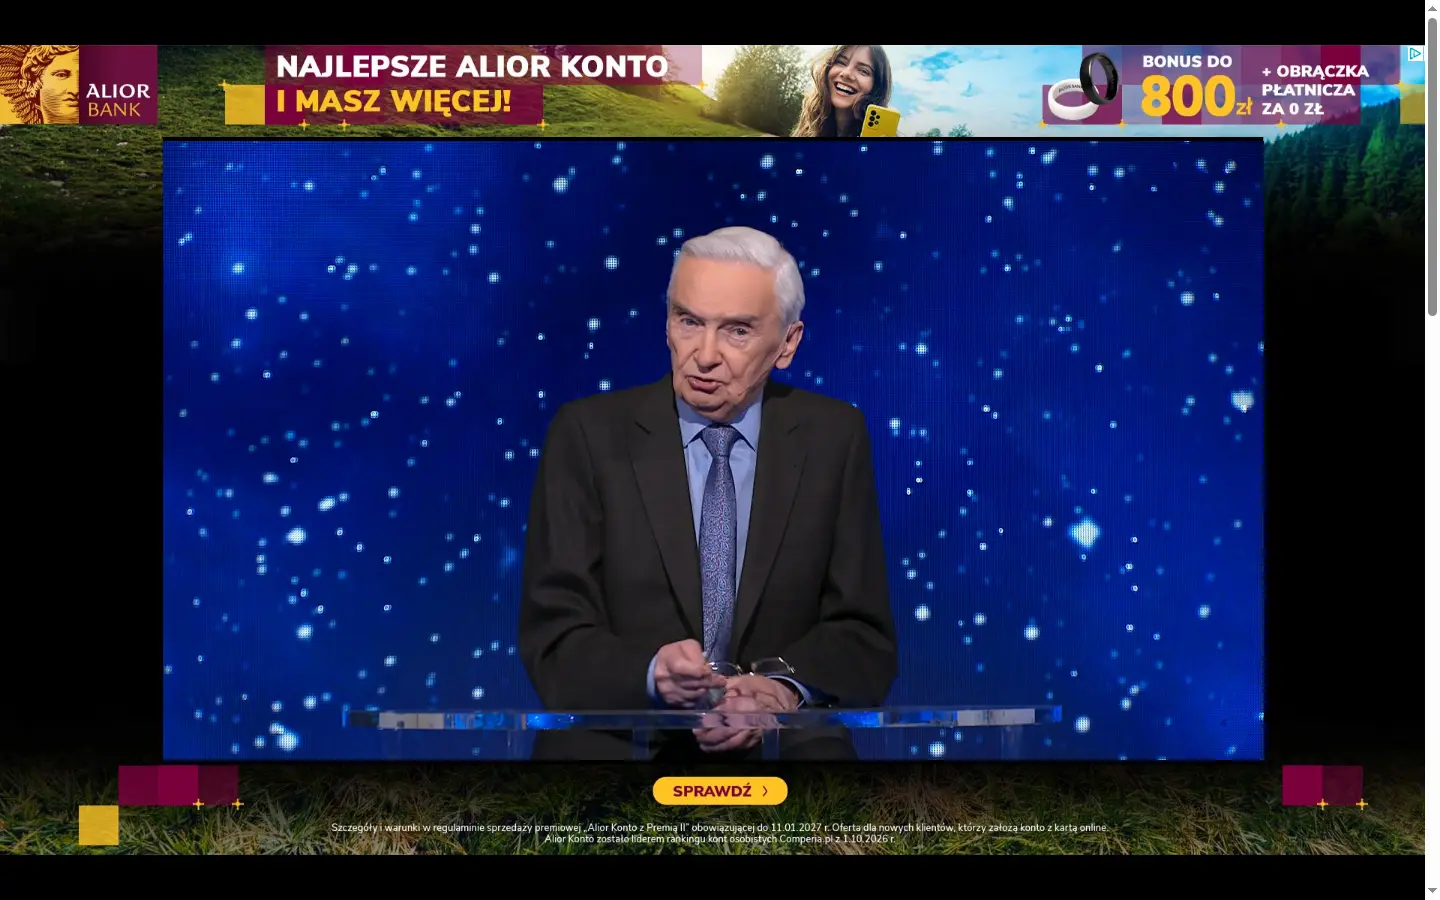 ALIOR
BANK
NAJLEPSZE ALIOR KONTO
I MASZ WIĘCEJ!
BONUS DO
800 zł
+ OBRĄCZKA
PŁATNICZA
ZA 0 ZŁ
SPRAWDŹ
Szczegóły i warunki w regulaminie sprzedaży premiowej „Alior Konto z Premią II” obowiązującej do 11.01.2027 r. Oferta dla nowych klientów, którzy założą konto z kartą online.
Alior Konto zostało liderem rankingu kont osobistych Comperia.pl z 1.10.2026 r.